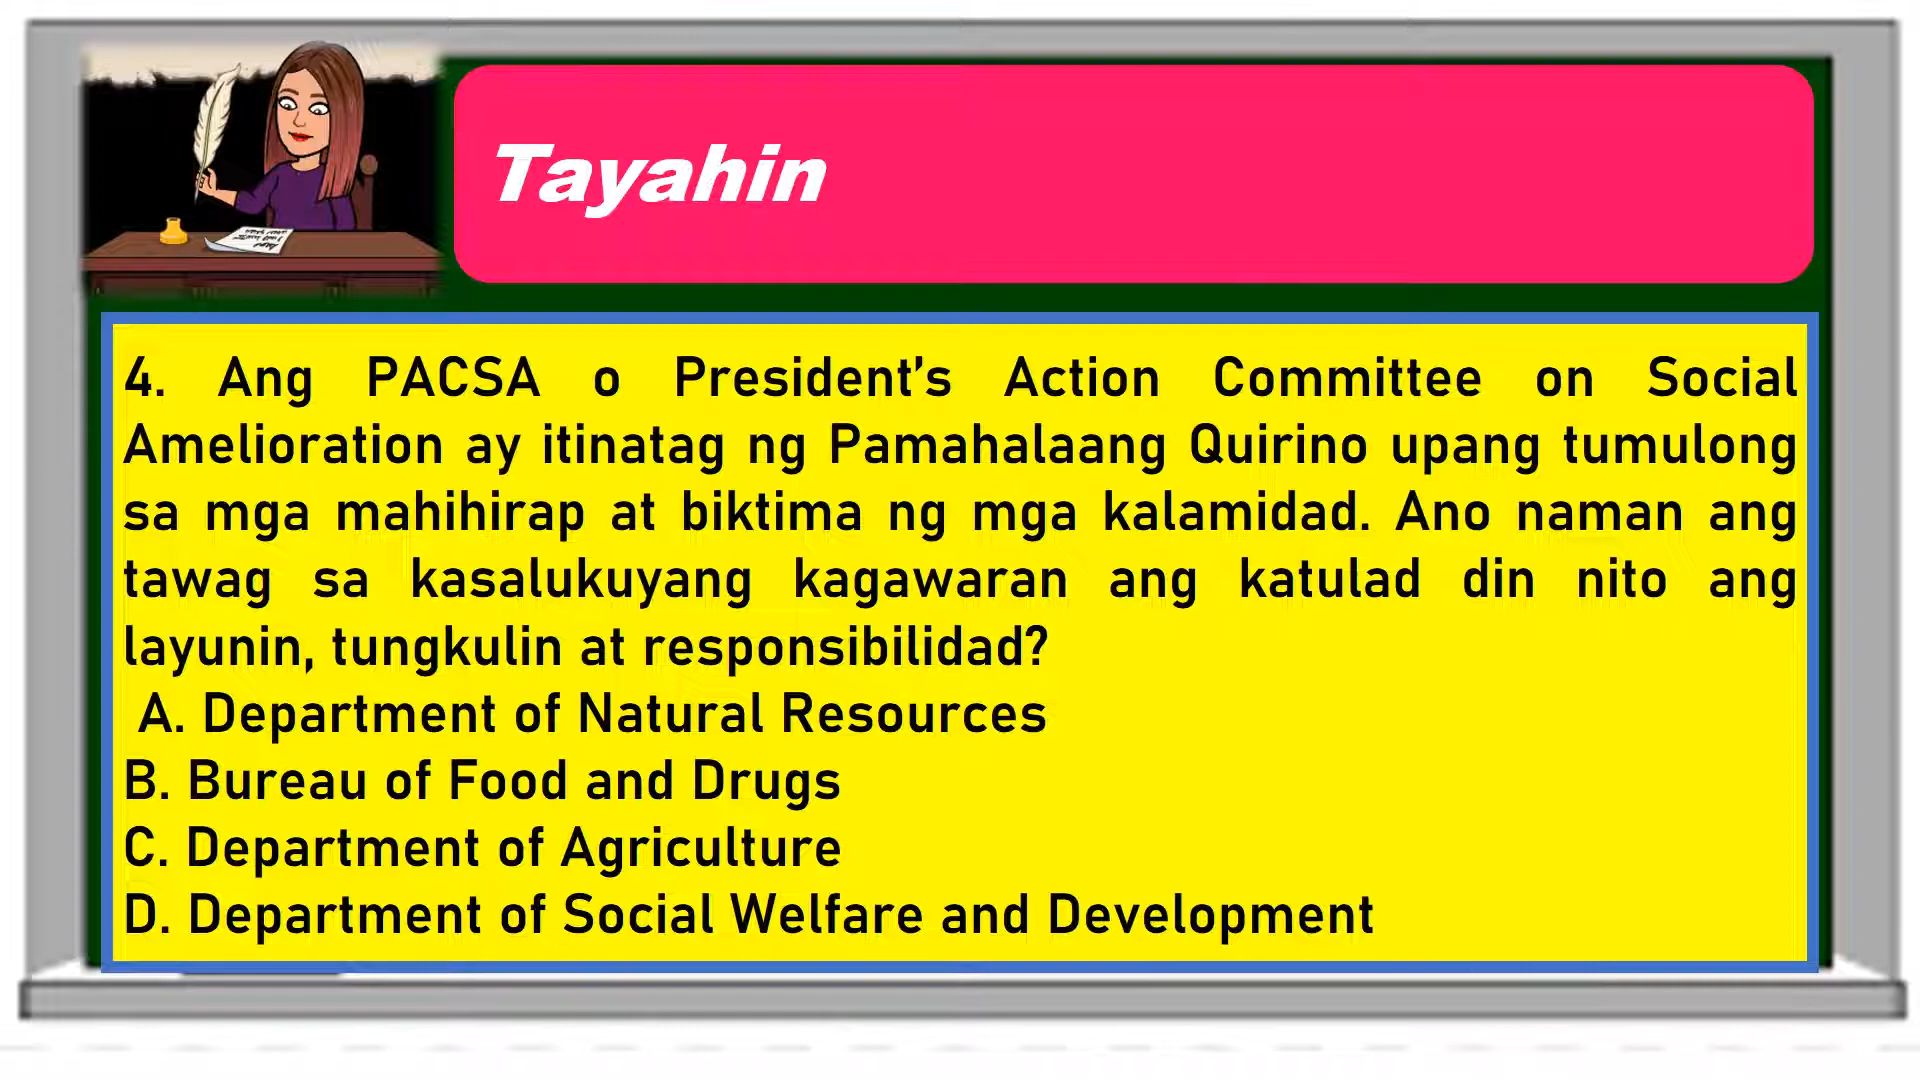 Tayahin
4. Ang PACSA o President's Action Committee on Social
Amelioration ay itinatag ng Pamahalaang Quirino upang tumulong
sa mga mahihirap at biktima ng mga kalamidad. Ano naman ang
tawag sa kasalukuyang kagawaran ang katulad din nito ang
layunin, tungkulin at responsibilidad?
A. Department of Natural Resources
B. Bureau of Food and Drugs
C. Department of Agriculture
D. Department of Social Welfare and Development